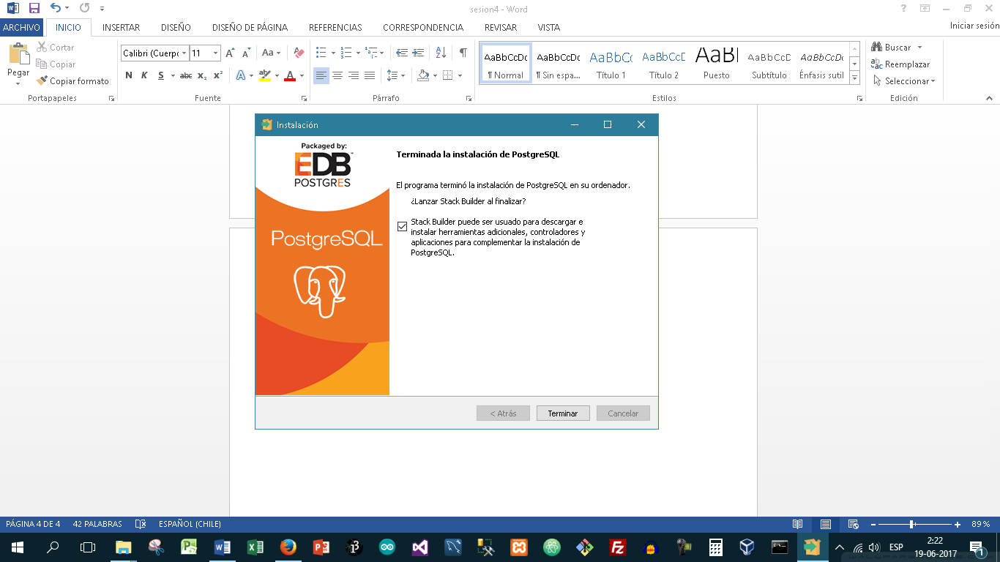 sesion4 - Word
ARCHIVO INICIO INSERTAR DISEÑO DISEÑO DE PÁGINA REFERENCIAS CORRESPONDENCIA REVISAR VISTA Iniciar sesión
Pegar
Cortar
Copiar
Copiar formato
Portapapeles
Calibri (Cuerpo 11
N K S abc x₂ x²
Fuente
Párrafo
AaBbCcDc AaBbCcDc AaBbCc AaBbCcD AaB AaBbCcD AaBbCcDc
¶ Normal ¶ Sin espa... Título 1 Título 2 Puesto Subtítulo Énfasis sutil
Estilos
Buscar
Reemplazar
Seleccionar
Edición
Instalación
Packaged by:
EDB
POSTGRES
PostgreSQL
Terminada la instalación de PostgreSQL
El programa terminó la instalación de PostgreSQL en su ordenador.
¿Lanzar Stack Builder al finalizar?
Stack Builder puede ser usado para descargar e
instalar herramientas adicionales, controladores y
aplicaciones para complementar la instalación de
PostgreSQL.
< Atrás Terminar Cancelar
PÁGINA 4 DE 4 42 PALABRAS ESPAÑOL (CHILE) 89 %
ESP
2:22
19-06-2017
1